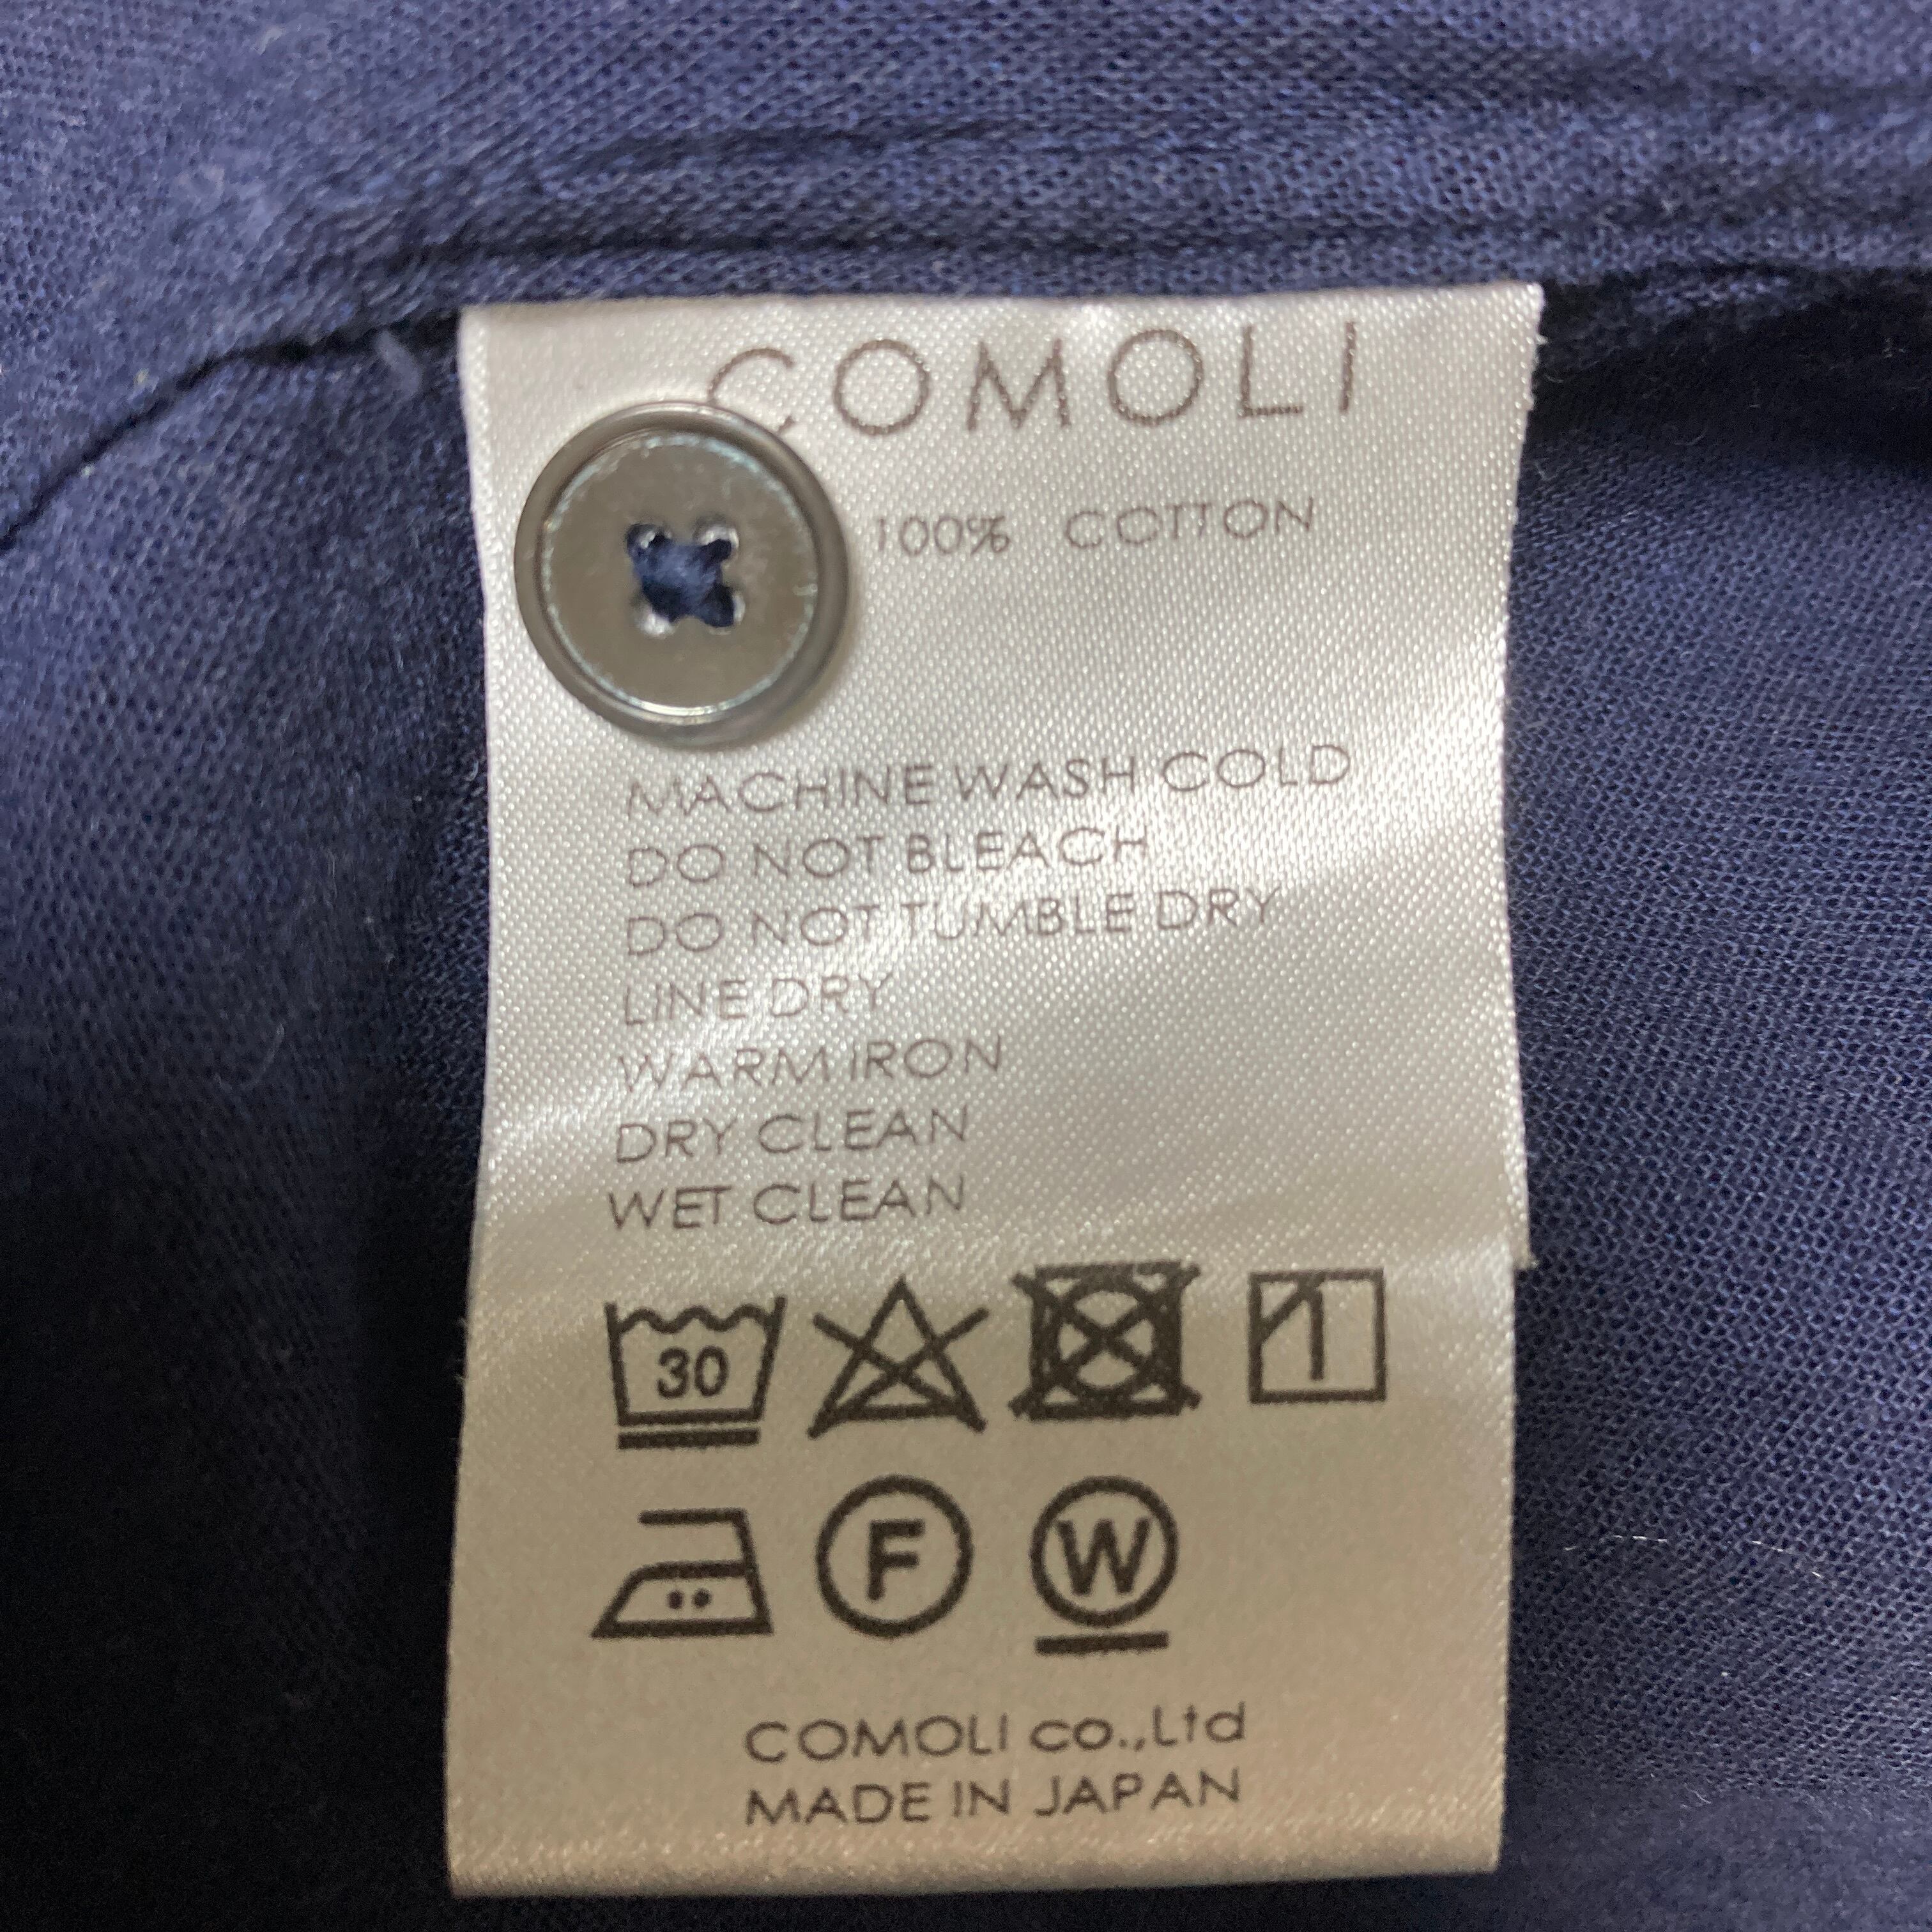 COMOLI
100% COTTON
MACHINE WASH COLD
DO NOT BLEACH
DO NOT TUMBLE DRY
LINE DRY
WARM IRON
DRY CLEAN
WET CLEAN
30
F W
COMOLI co.,Ltd
MADE IN JAPAN